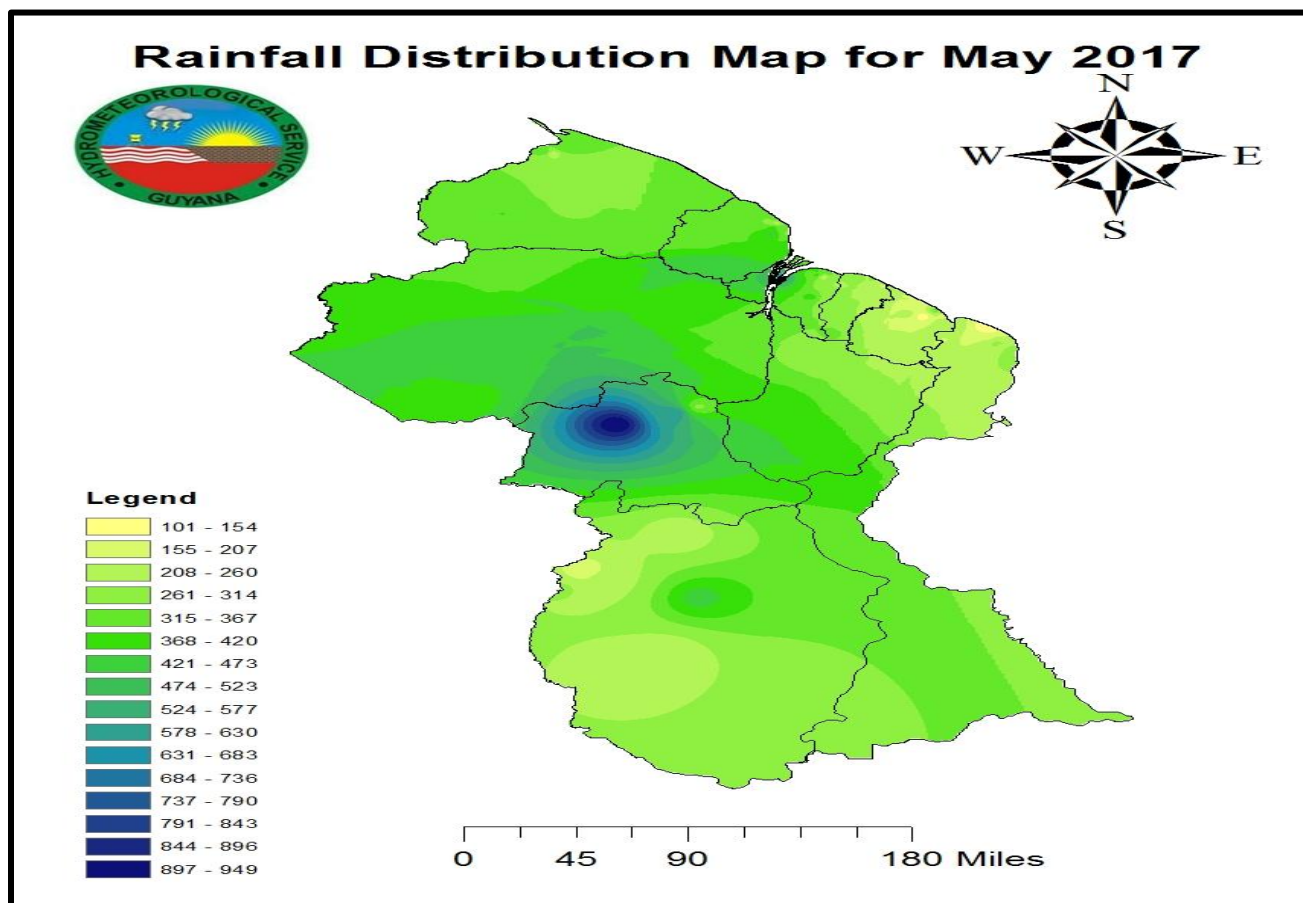 Rainfall Distribution Map for May 2017
HYDROMETEOROLOGICAL SERVICE
GUYANA
N
W
E
S
Legend
101 - 154
155 - 207
208 - 260
261 - 314
315 - 367
368 - 420
421 - 473
474 - 523
524 - 577
578 - 630
631 - 683
684 - 736
737 - 790
791 - 843
844 - 896
897 - 949
0 45 90 180 Miles